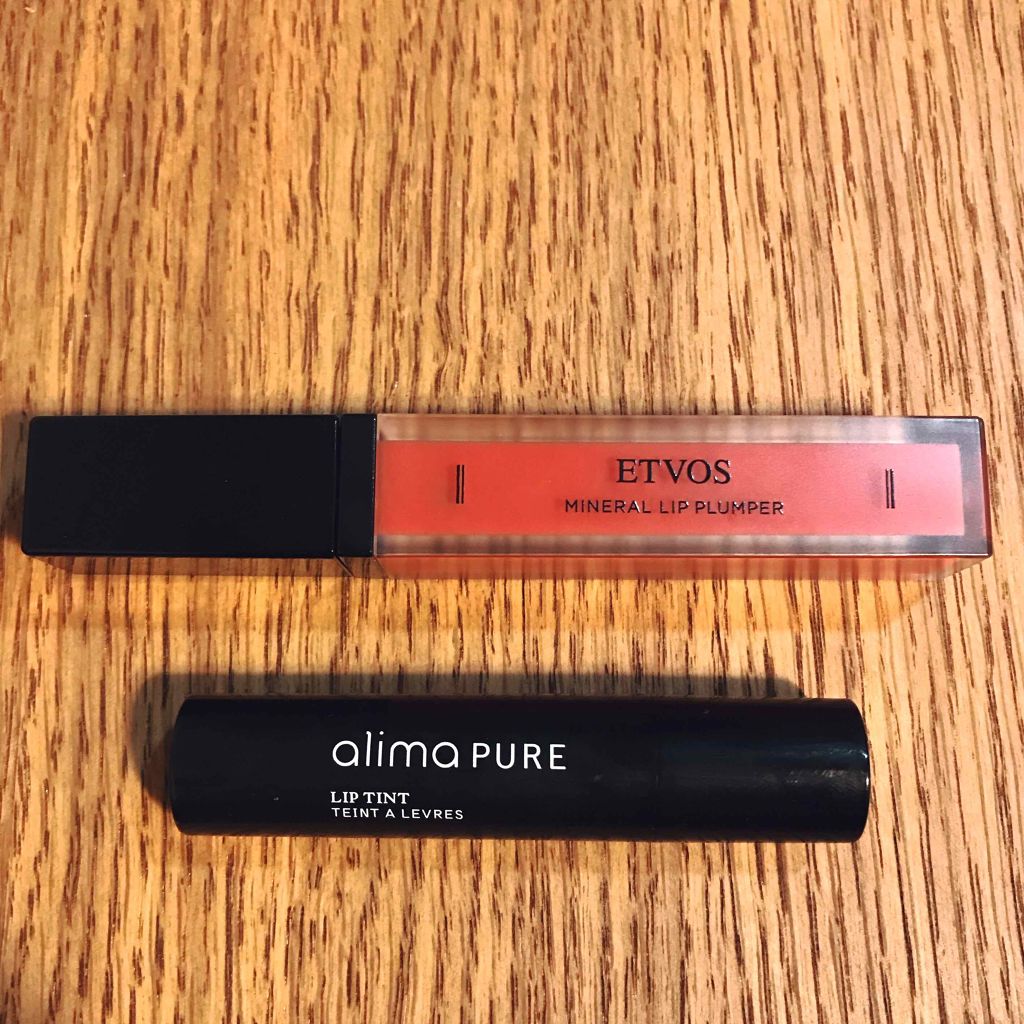 ETVOS
MINERAL LIP PLUMPER
alima PURE
LIP TINT
TEINT A LEVRES